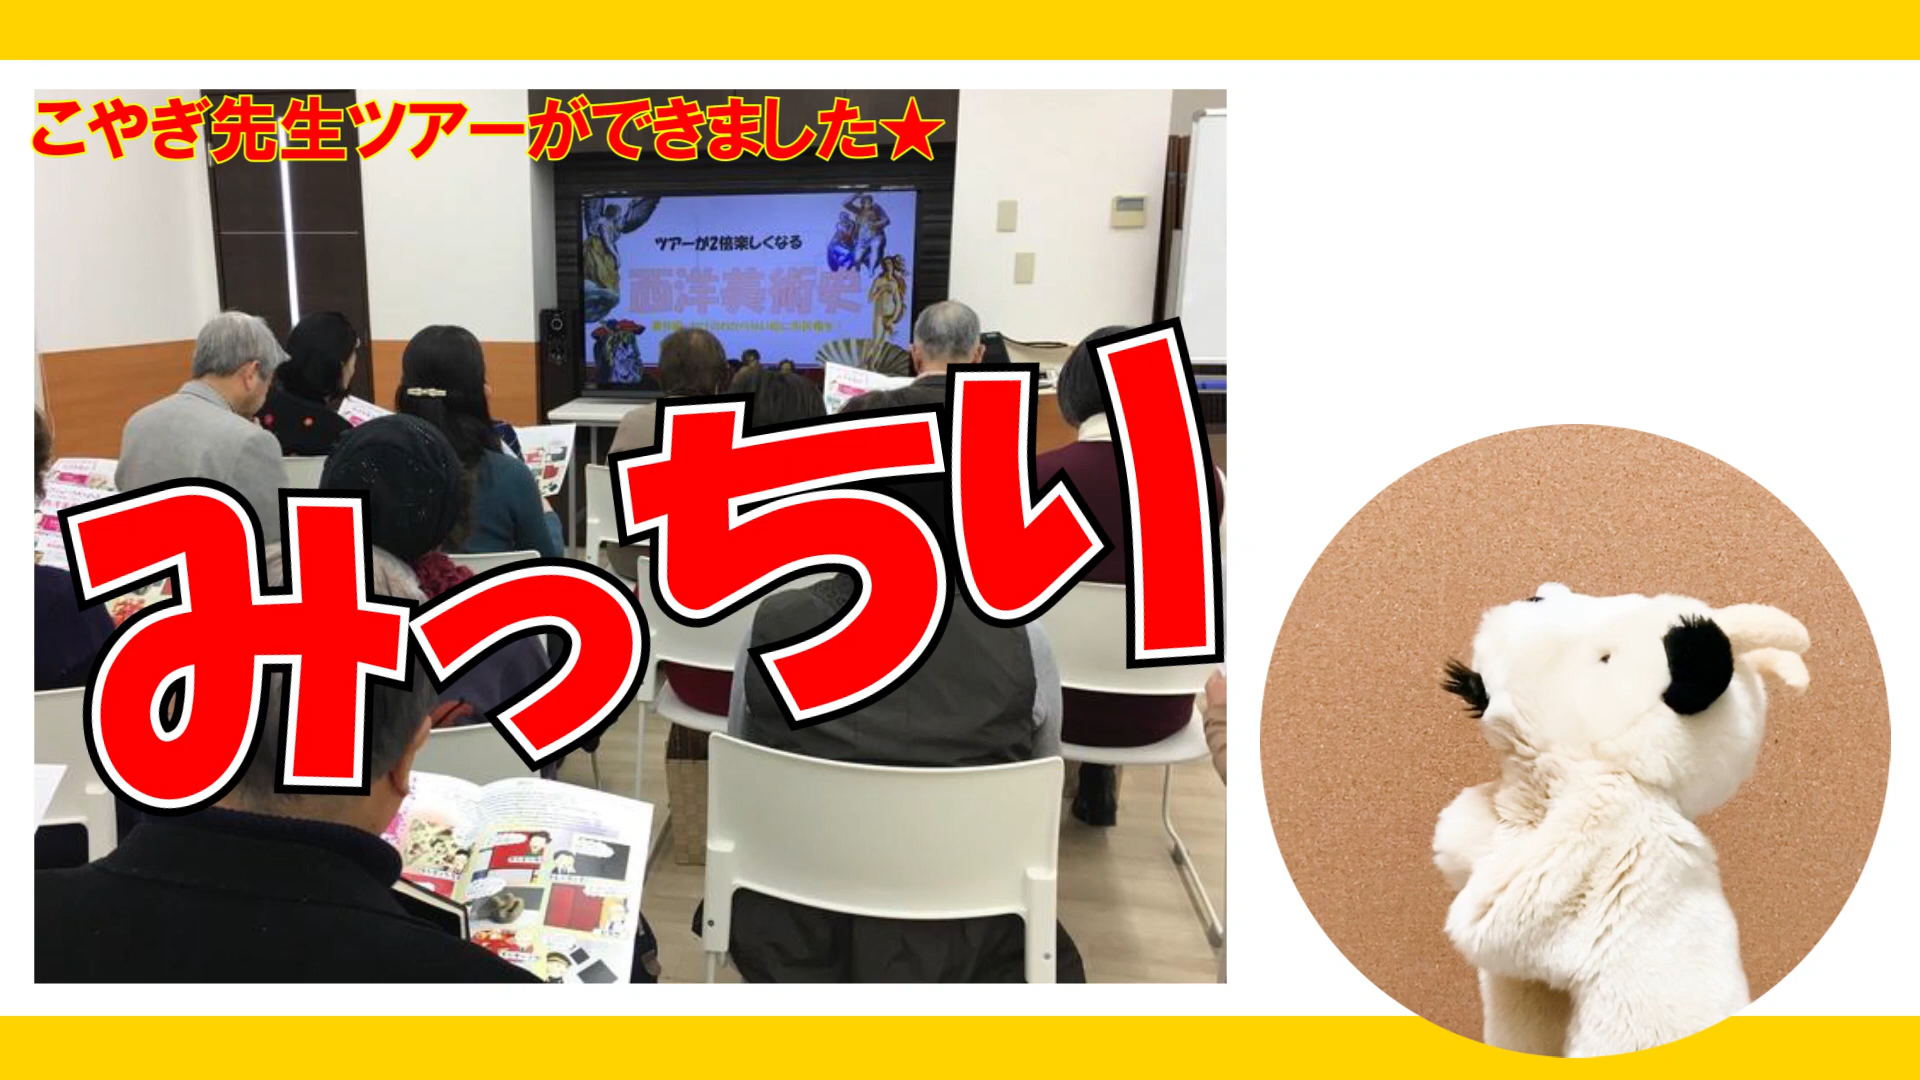 こやぎ先生ツアーができました★
ツアーが2倍楽しくなる
西洋美術史
みっちり